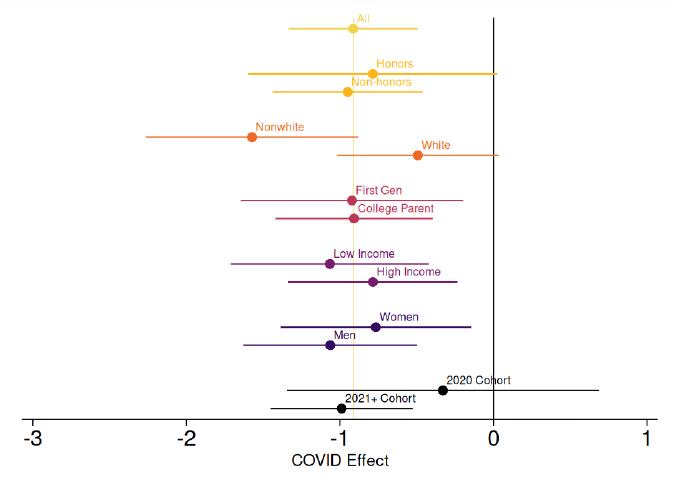 All
Honors
Non-honors
Nonwhite
White
First Gen
College Parent
Low Income
High Income
Women
Men
2020 Cohort
2021+ Cohort
-3 -2 -1 0 1
COVID Effect